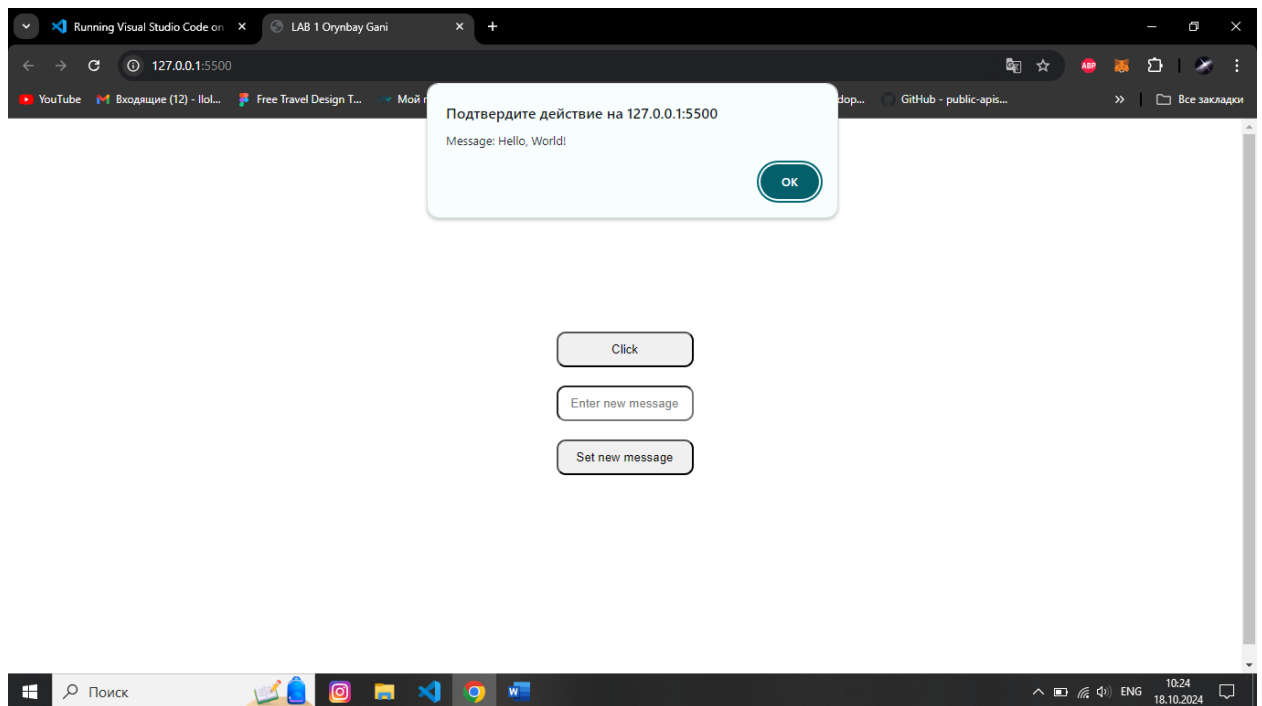 Running Visual Studio Code on
LAB 1 Orynbay Gani
127.0.0.1:5500
ABP
YouTube
Входящие (12) - llol...
Free Travel Design T...
Мой
GitHub - public-apis...
Все закладки
Подтвердите действие на 127.0.0.1:5500
Message: Hello, World!
OK
Click
Enter new message
Set new message
Поиск
ENG
10:24
18.10.2024